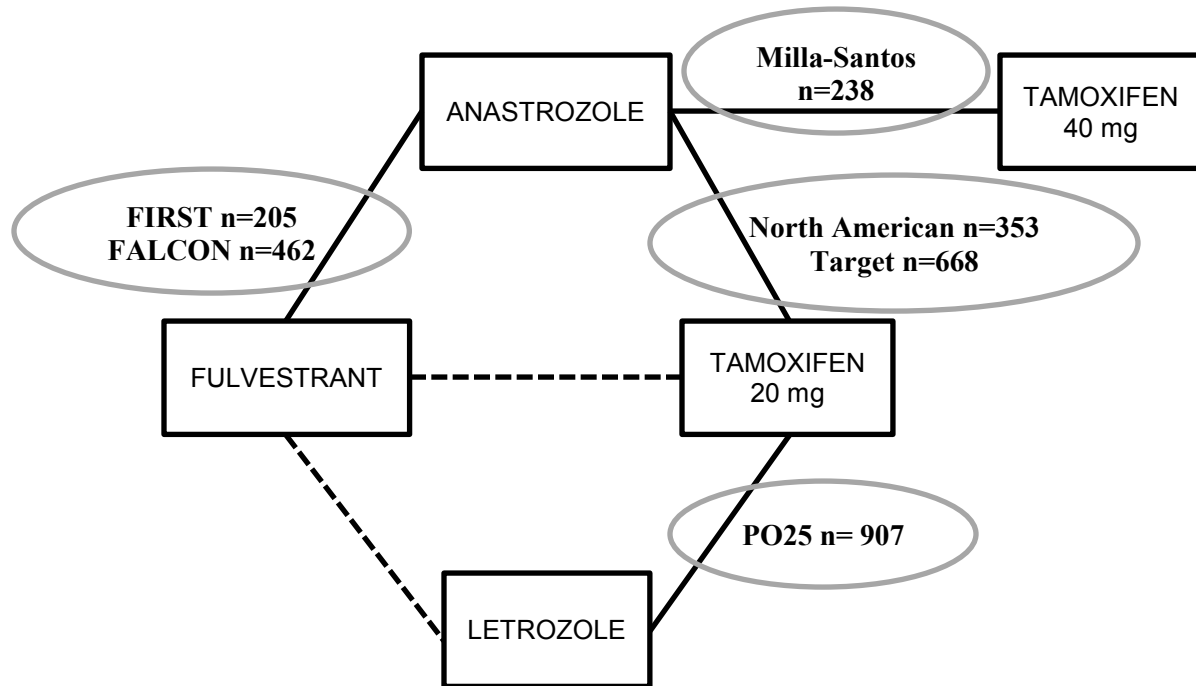 Milla-Santos
n=238
ANASTROZOLE
TAMOXIFEN
40 mg
FIRST n=205
FALCON n=462
North American n=353
Target n=668
FULVESTRANT
TAMOXIFEN
20 mg
PO25 n= 907
LETROZOLE